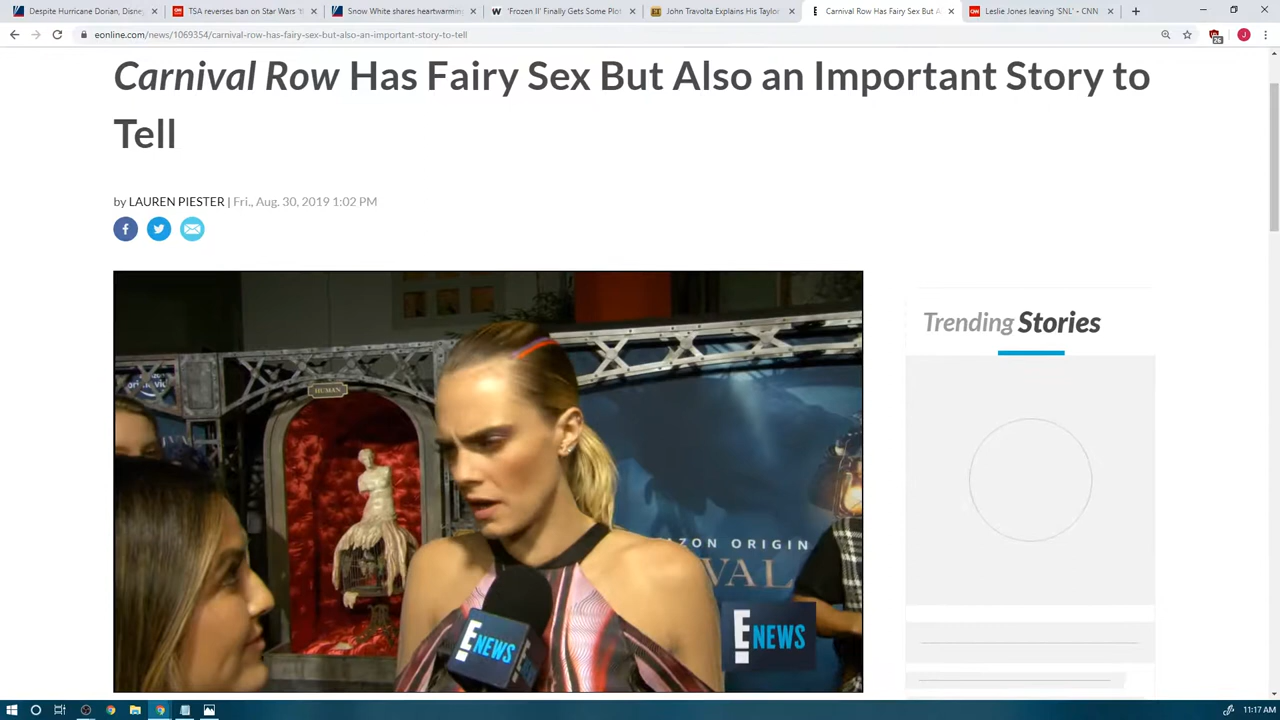 Despite Hurricane Dorian, Disney
TSA reverses ban on Star Wars 'C
Snow White shares heartwarming
'Frozen II' Finally Gets Some Plot
John Travolta Explains His Taylor
Carnival Row Has Fairy Sex But A
Leslie Jones leaving 'SNL' - CNN
eonline.com/news/1069354/carnival-row-has-fairy-sex-but-also-an-important-story-to-tell
26
J
Carnival Row Has Fairy Sex But Also an Important Story to
Tell
by LAUREN PIESTER | Fri., Aug. 30, 2019 1:02 PM
Trending Stories
HUMAN
AZON ORIGIN
VAL
E NEWS
E! NEWS
11:17 AM